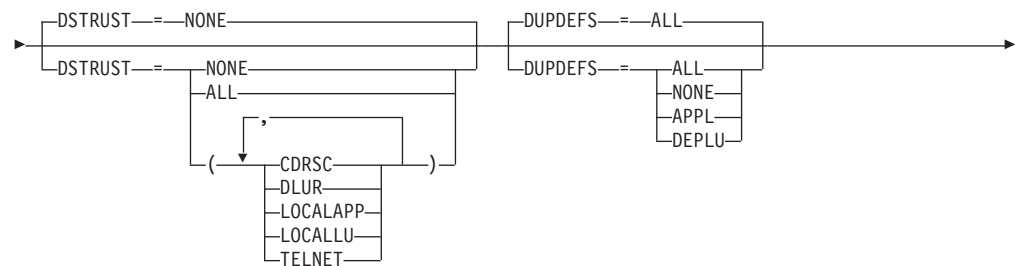 DSTRUST = NONE DUPDEFS = ALL
DSTRUST = NONE DUPDEFS = ALL
ALL NONE
, APPL
DEPLU
( CDRSC )
DLUR
LOCALAPP
LOCALLU
TELNET